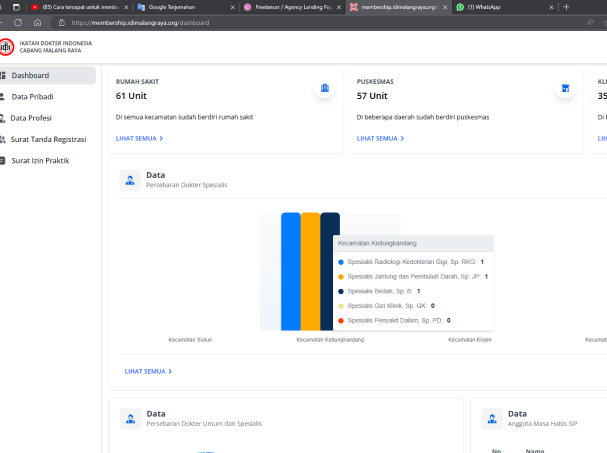 (85) Cara tercepat untuk membu
Google Terjemahan
Freelancer / Agency Landing Pag
membership.idimalangraya.org/
(1) WhatsApp
https://membership.idimalangraya.org/dashboard
IKATAN DOKTER INDONESIA
CABANG MALANG RAYA
Dashboard
Data Pribadi
Data Profesi
Surat Tanda Registrasi
Surat Izin Praktik
RUMAH SAKIT
61 Unit
Di semua kecamatan sudah berdiri rumah sakit
LIHAT SEMUA
PUSKESMAS
57 Unit
Di beberapa daerah sudah berdiri puskesmas
LIHAT SEMUA
KLI
35
Di
LIH
Data
Persebaran Dokter Spesialis
Kecamatan Kedungkandang
Spesialis Radiologi Kedokteran Gigi, Sp. RKG: 1
Spesialis Jantung dan Pembuluh Darah, Sp. JP: 1
Spesialis Bedah, Sp. B: 1
Spesialis Gizi Klinik, Sp. GK: 0
Spesialis Penyakit Dalam, Sp. PD: 0
Kecamatan Sukun
Kecamatan Kedungkandang
Kecamatan Klojen
Kecamat
LIHAT SEMUA
Data
Persebaran Dokter Umum dan Spesialis
Data
Anggota Masa Habis SIP
No Nama